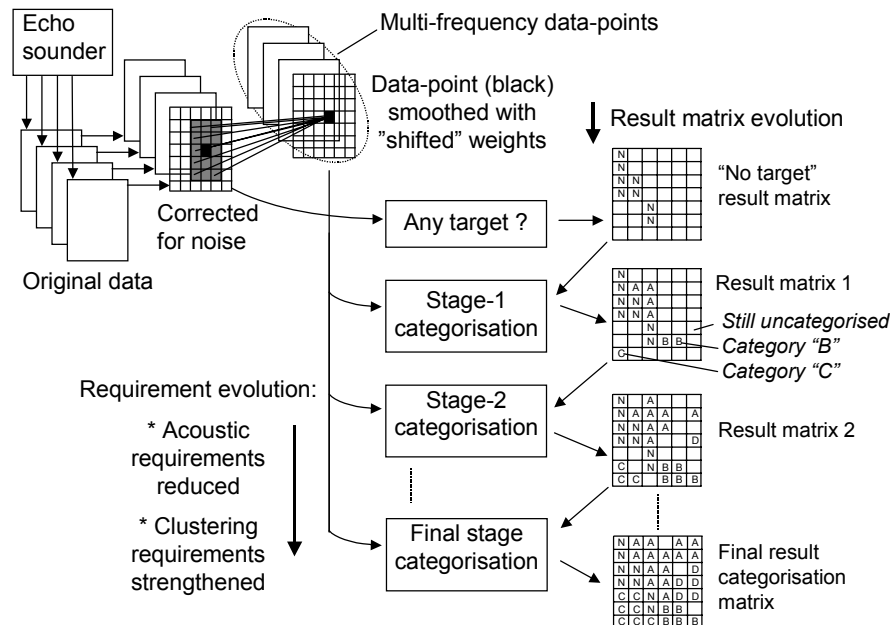 Echo
sounder
Multi-frequency data-points
Data-point (black)
smoothed with
"shifted" weights
Corrected
for noise
Original data
Result matrix evolution
"No target"
result matrix
N
N
N N
N N
N
N
Any target ?
Stage-1
categorisation
Result matrix 1
Still uncategorised
Category "B"
Category "C"
N
N A A
N N A
N N A
N
N B B
C
Requirement evolution:
* Acoustic
requirements
reduced
* Clustering
requirements
strengthened
Stage-2
categorisation
Result matrix 2
N A
N A A A A
N N A A
N N A D
N
C N B B
C C B B B
Final stage
categorisation
Final result
categorisation
matrix
N A A A A
N A A A A A
N N A A D
N N A A D D
C C N A D D
C C N B B
C C C B B B